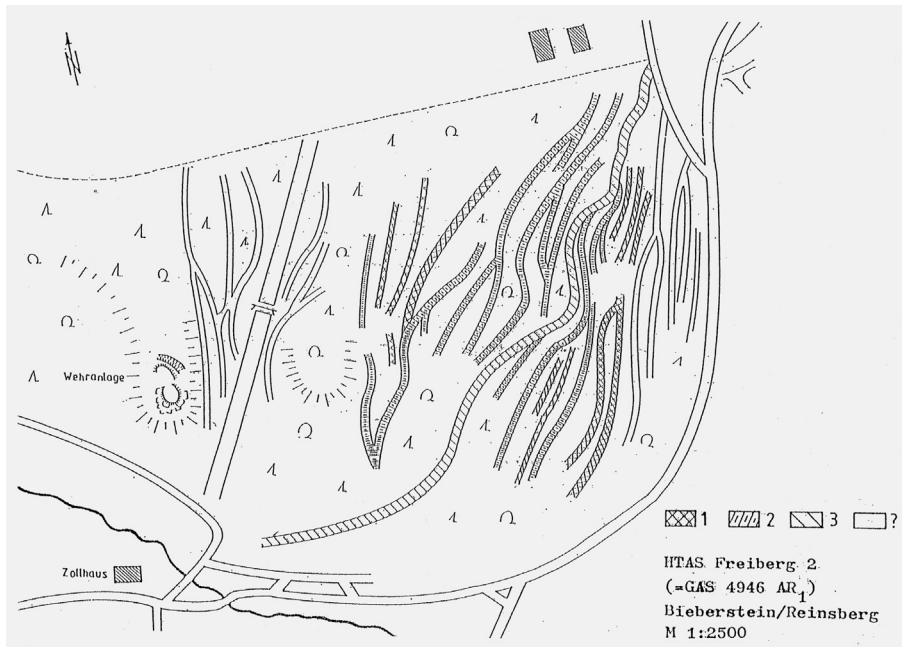 N
Wehranlage
Zollhaus
1 2 3 ?
HTAS Freiberg 2
(=GAS 4946 AR1)
Bieberstein/Reinsberg
M 1:2500